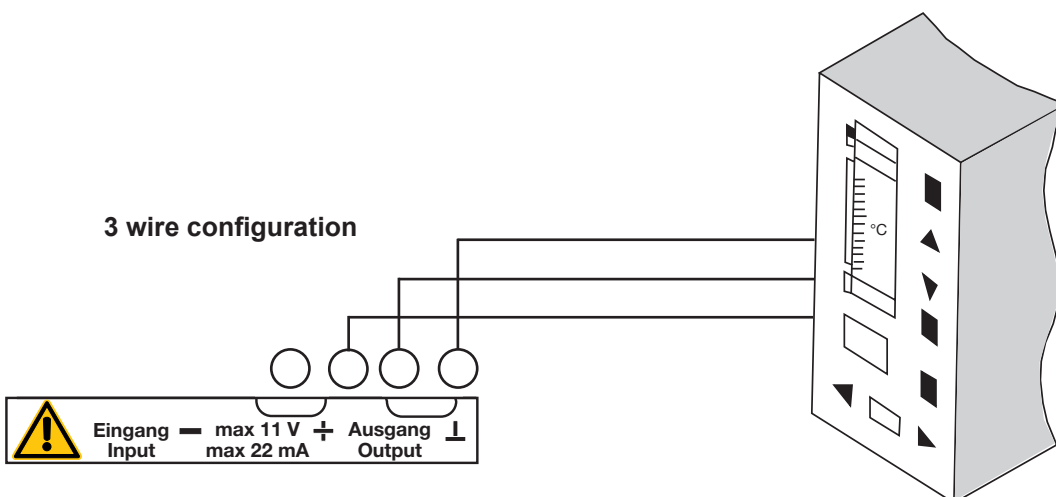 3 wire configuration
°C
Eingang − max 11 V + Ausgang ⊥
Input max 22 mA Output